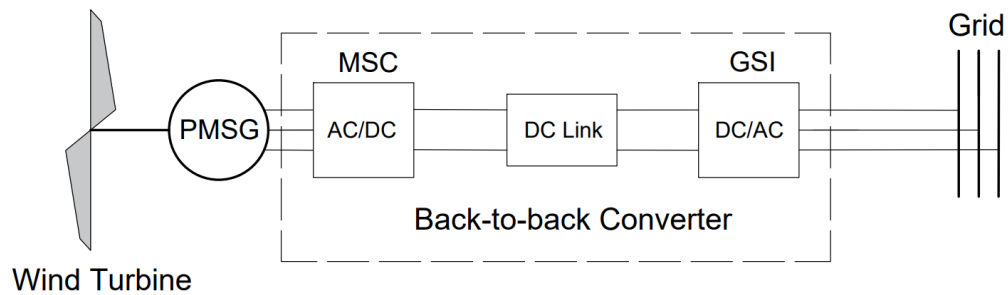 Grid
MSC
GSI
PMSG
AC/DC
DC Link
DC/AC
Back-to-back Converter
Wind Turbine